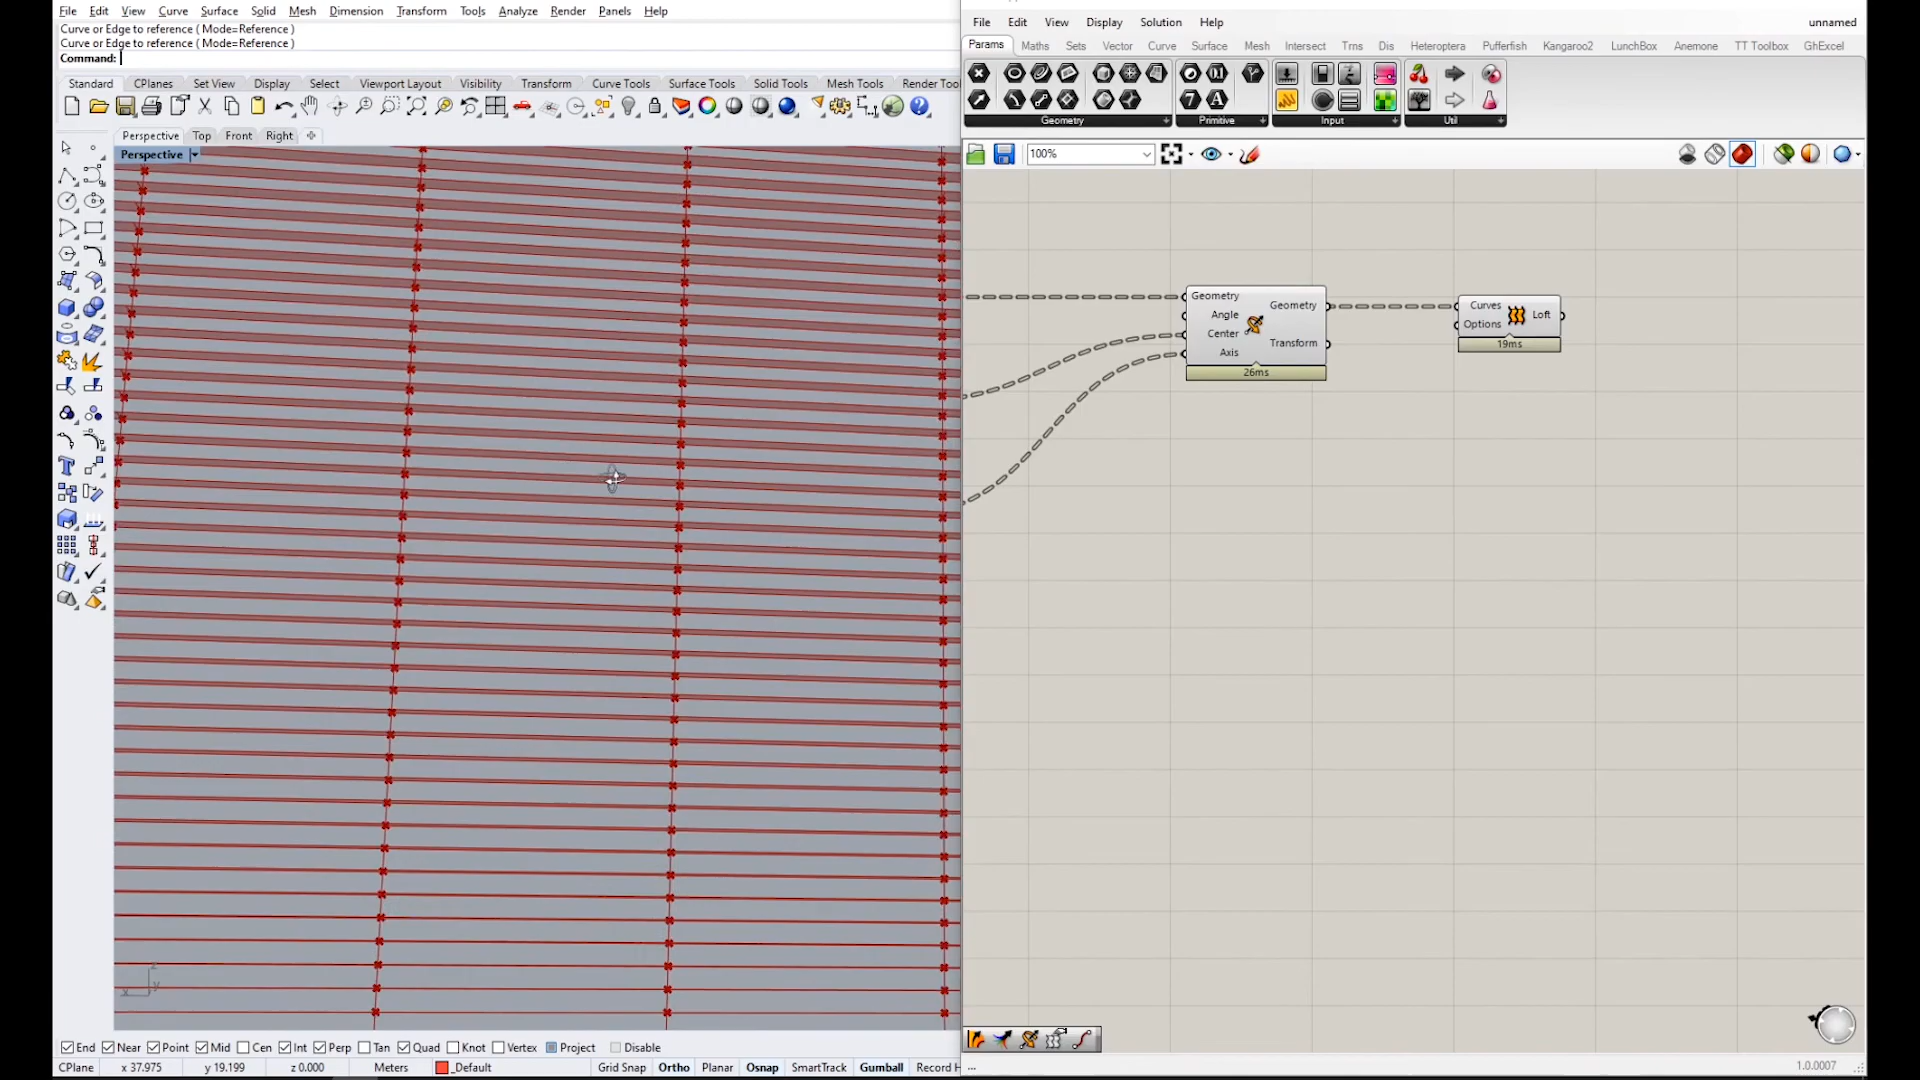 File Edit View Curve Surface Solid Mesh Dimension Transform Tools Analyze Render Panels Help
Curve or Edge to reference ( Mode=Reference )
Curve or Edge to reference ( Mode=Reference )
Command:
Standard CPlanes Set View Display Select Viewport Layout Visibility Transform Curve Tools Surface Tools Solid Tools Mesh Tools Render Too
Perspective Top Front Right
Perspective
z
x y
End Near Point Mid Cen Int Perp Tan Quad Knot Vertex Project Disable
CPlane x 37.975 y 19.199 z 0.000 Meters _Default Grid Snap Ortho Planar Osnap SmartTrack Gumball Record H
File Edit View Display Solution Help unnamed
Params Maths Sets Vector Curve Surface Mesh Intersect Trns Dis Heteroptera Pufferfish Kangaroo2 LunchBox Anemone TT Toolbox GhExcel
Geometry Primitive Input Util
100%
Geometry
Angle
Center
Axis
Geometry
Transform
26ms
Curves
Options
Loft
19ms
...
1.0.0007